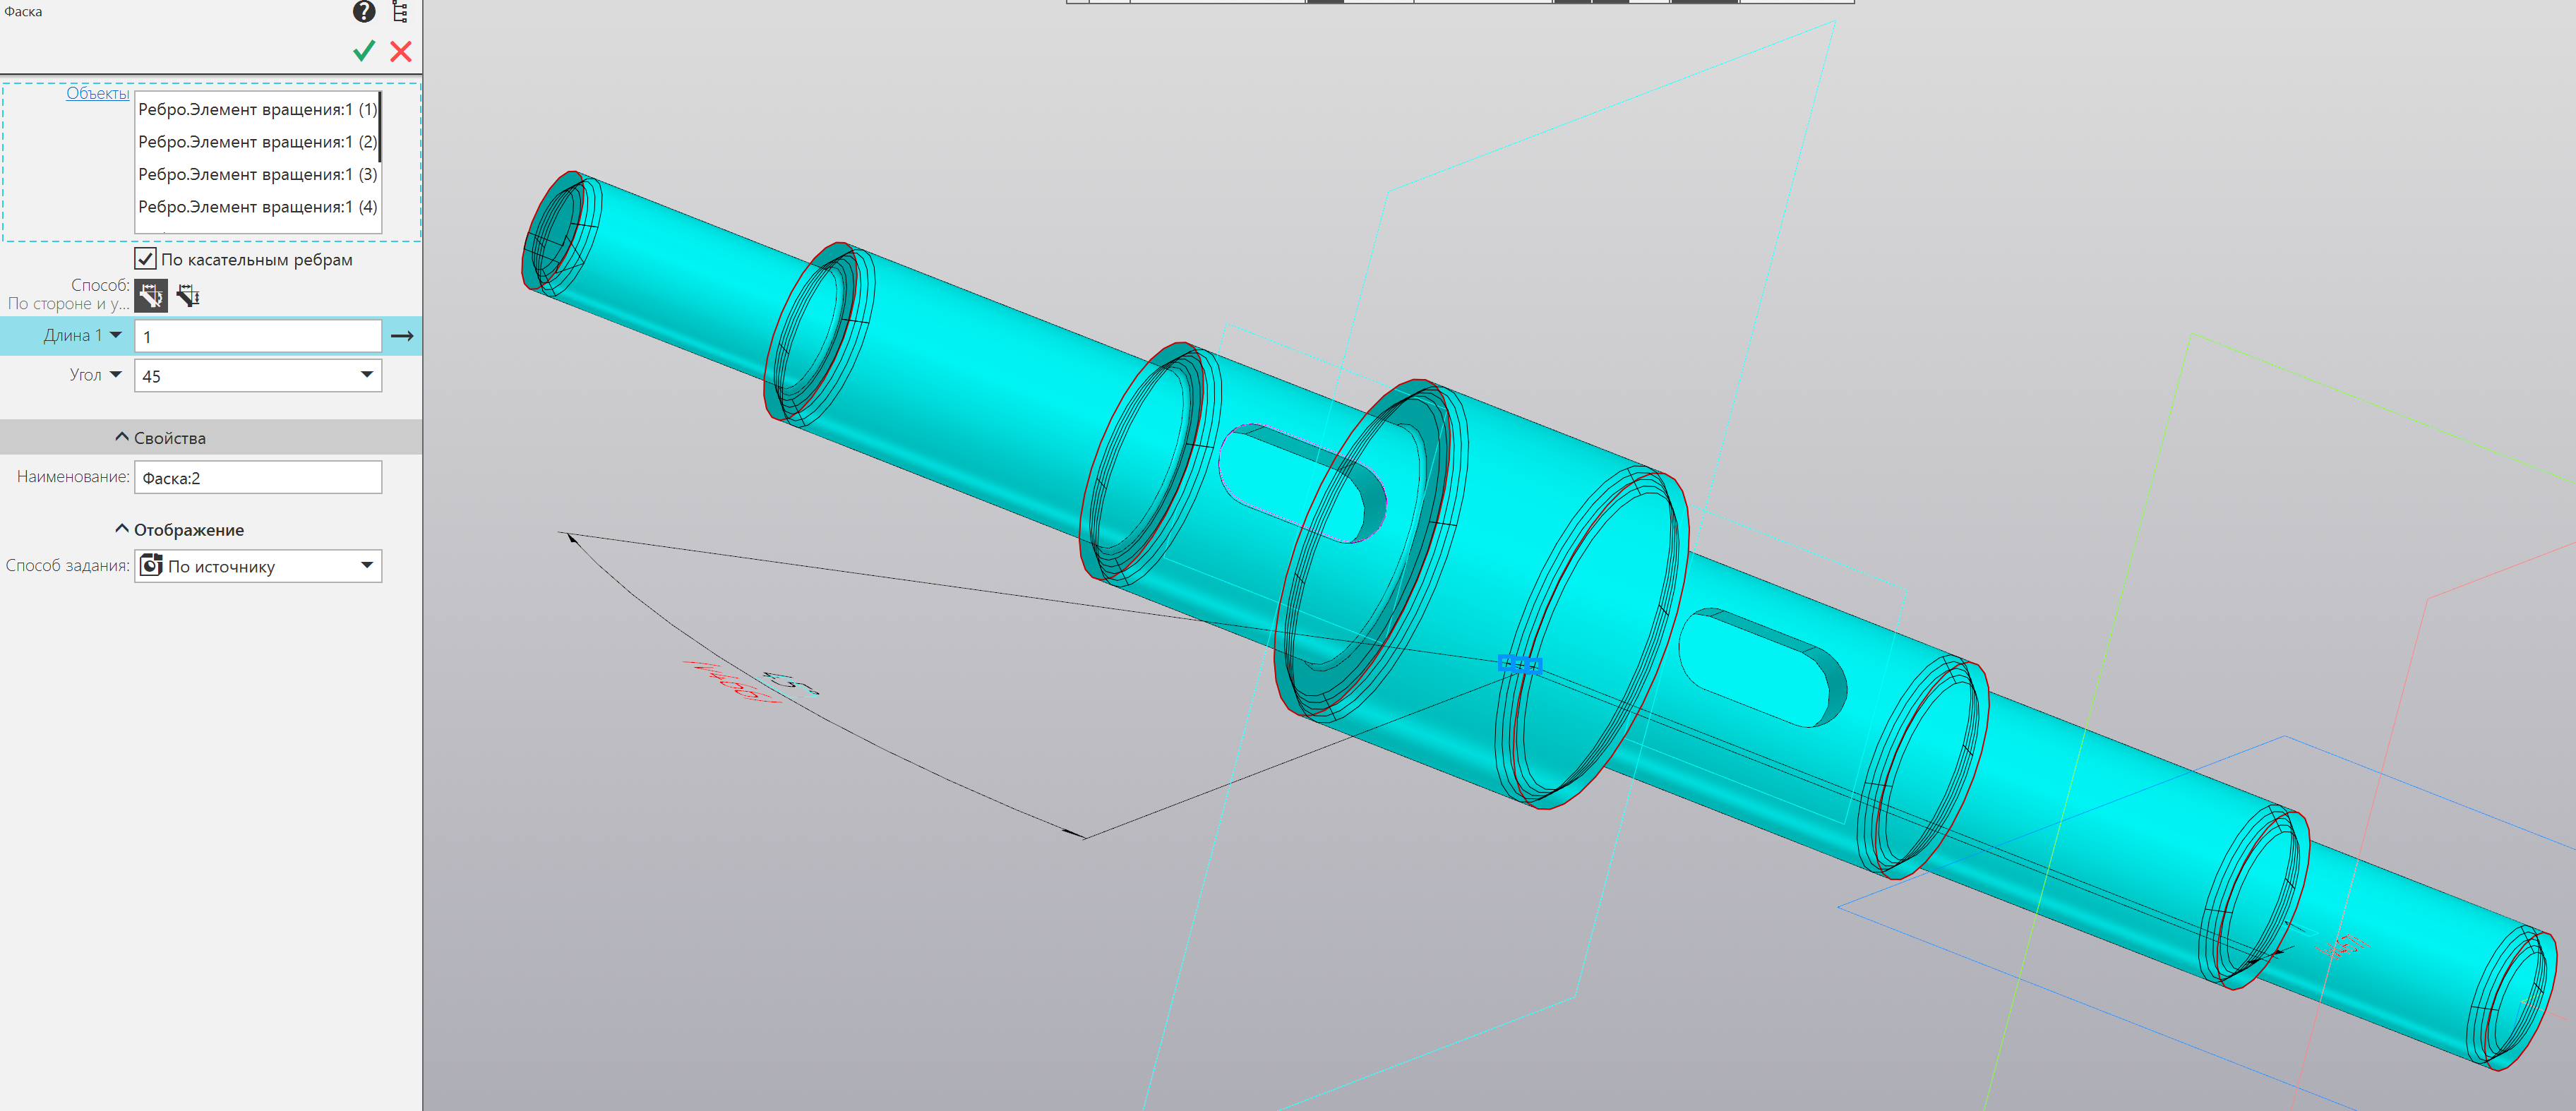 Фаска
Объекты
Ребро.Элемент вращения:1 (1)
Ребро.Элемент вращения:1 (2)
Ребро.Элемент вращения:1 (3)
Ребро.Элемент вращения:1 (4)
По касательным ребрам
Способ:
По стороне и у...
Длина 1
1
Угол
45
Свойства
Наименование:
Фаска:2
Отображение
Способ задания:
По источнику